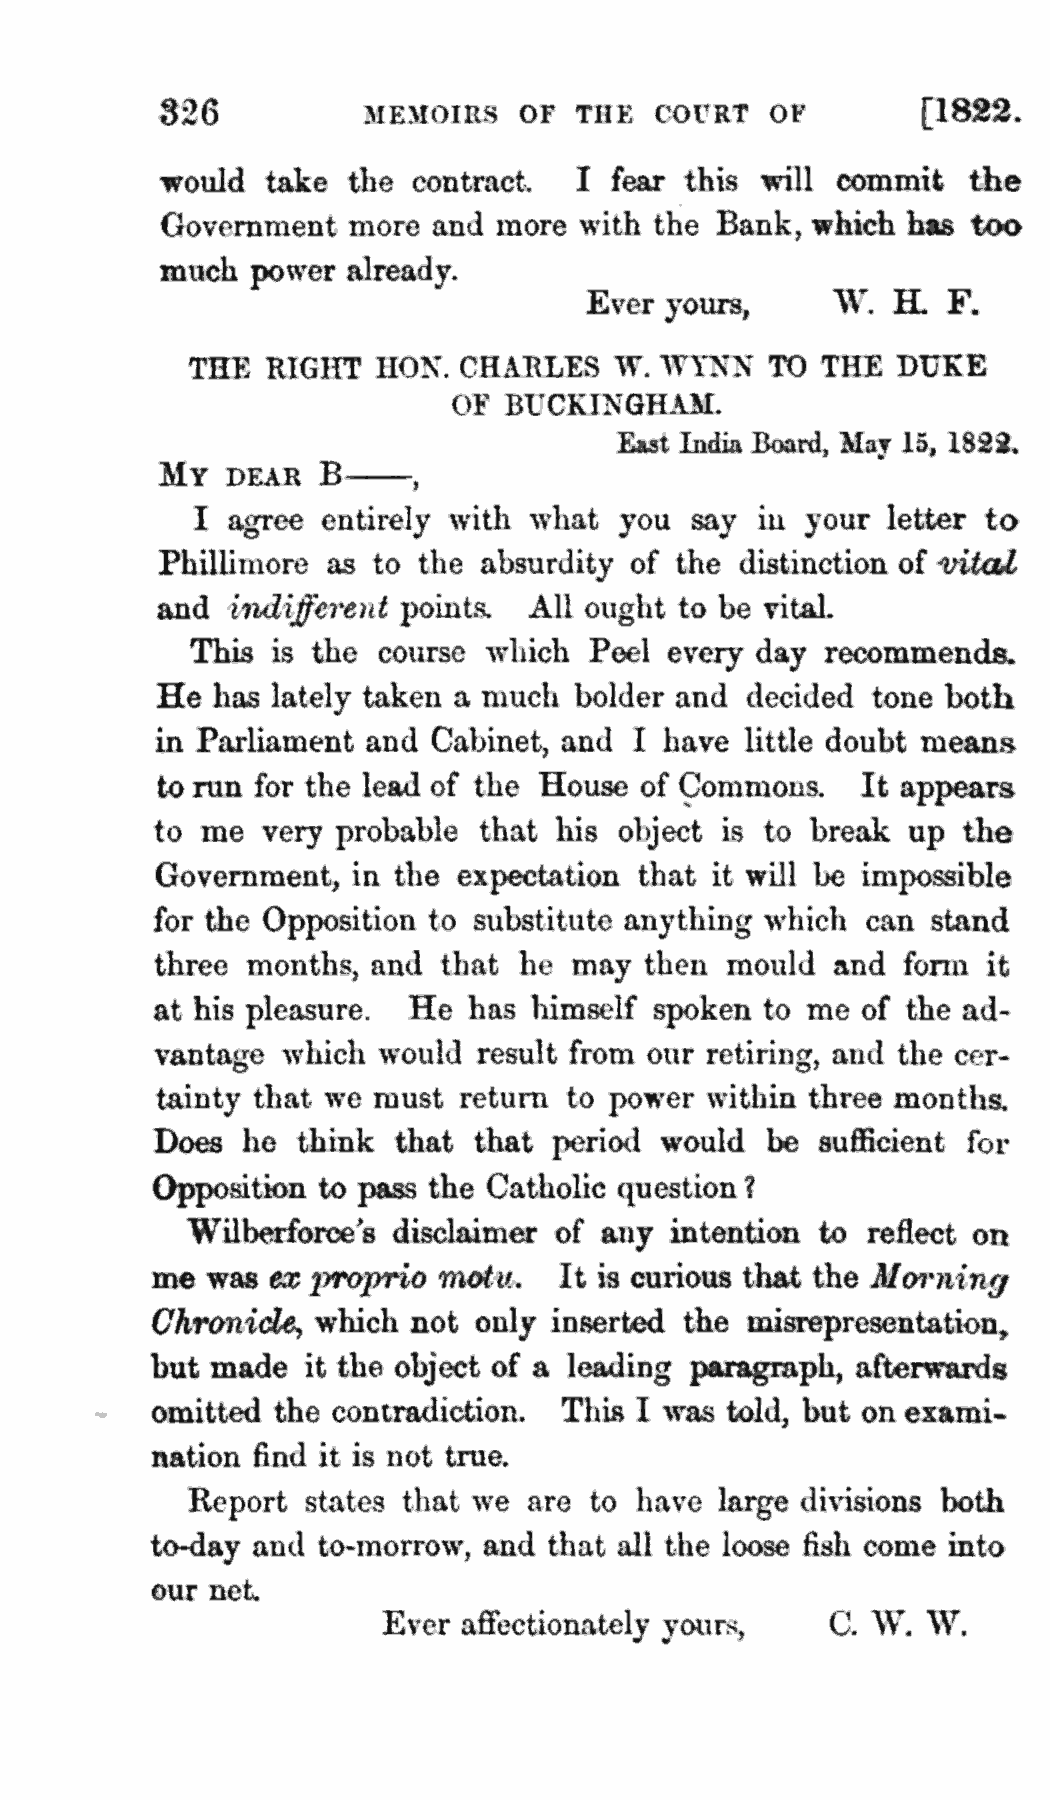 326 MEMOIRS OF THE COURT OF [1822.
would take the contract. I fear this will commit the
Government more and more with the Bank, which has too
much power already.
Ever yours, W. H. F.
THE RIGHT HON. CHARLES W. WYNN TO THE DUKE
OF BUCKINGHAM.
East India Board, May 15, 1822.
MY DEAR B——,
I agree entirely with what you say in your letter to
Phillimore as to the absurdity of the distinction of vital
and indifferent points. All ought to be vital.
This is the course which Peel every day recommends.
He has lately taken a much bolder and decided tone both
in Parliament and Cabinet, and I have little doubt means
to run for the lead of the House of Commons. It appears
to me very probable that his object is to break up the
Government, in the expectation that it will be impossible
for the Opposition to substitute anything which can stand
three months, and that he may then mould and form it
at his pleasure. He has himself spoken to me of the ad-
vantage which would result from our retiring, and the cer-
tainty that we must return to power within three months.
Does he think that that period would be sufficient for
Opposition to pass the Catholic question?
Wilberforce's disclaimer of any intention to reflect on
me was ex proprio motu. It is curious that the Morning
Chronicle, which not only inserted the misrepresentation,
but made it the object of a leading paragraph, afterwards
omitted the contradiction. This I was told, but on exami-
nation find it is not true.
Report states that we are to have large divisions both
to-day and to-morrow, and that all the loose fish come into
our net.
Ever affectionately yours, C. W. W.